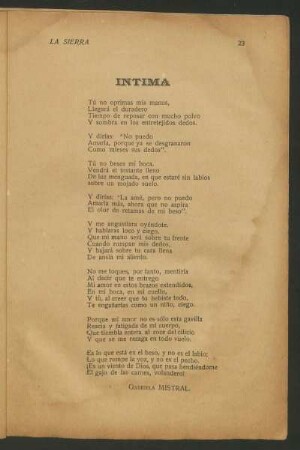 LA SIERRA 23
INTIMA
Tú no oprimas mis manos,
Llegará el duradero
Tiempo de reposar con mucho polvo
Y sombra en los entretejidos dedos.
Y dirías: "No puedo
Amarla, porque ya se desgranaron
Como mieses sus dedos".
Tú no beses mi boca.
Vendrá el instante lleno
De luz menguada, en que estaré sin labios
sobre un mojado suelo.
Y dirías: "La amé, pero no puedo
Amarla más, ahora que no aspira
El olor de retamas de mi beso".
Y me angustiara oyéndote,
Y hablaras loco y ciego,
Que mi mano será sobre tu frente
Cuando rompan mis dedos,
Y bajará sobre tu cara llena
De ansia mi aliento.
No me toques, por tanto, mentiría
Al decir que te entrego
Mi amor en estos brazos extendidos,
En mi boca, en mi cuello,
Y tú, al creer que lo bebiste todo,
Te engañarías como un niño, ciego.
Porque mi amor no es sólo esta gavilla
Reacia y fatigada de mi cuerpo,
Que tiembla entera al roce del cilicio
Y que se me rezaga en todo vuelo.
Es lo que está en el beso, y no es el labio;
Lo que rompe la voz, y no es el pecho:
¡Es un viento de Dios, que pasa hendiéndome
El gajo de las carnes, volandero!
GABRIELA MISTRAL.